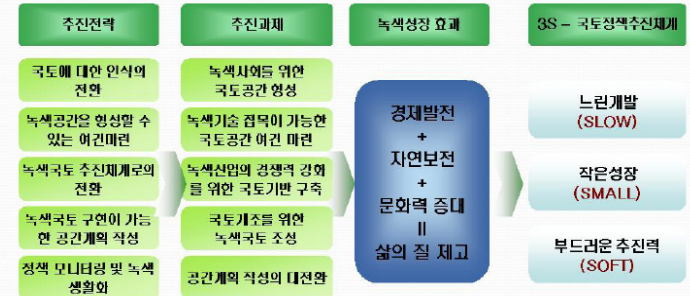 추진전략
추진과제
녹색성장 효과
3S – 국토정책추진체계
국토에 대한 인식의
전환
녹색공간을 형성할 수
있는 여건마련
녹색국토 추진체계로의
전환
녹색국토 구현이 가능
한 공간계획 작성
정책 모니터링 및 녹색
생활화
녹색사회를 위한
국토공간 형성
녹색기술 접목이 가능한
국토공간 여건 마련
녹색산업의 경쟁력 강화
를 위한 국토기반 구축
국토개조를 위한
녹색국토 조성
공간계획 작성의 대전환
경제발전
+
자연보전
+
문화력 증대
=
삶의 질 제고
느린개발
(SLOW)
작은성장
(SMALL)
부드러운 추진력
(SOFT)